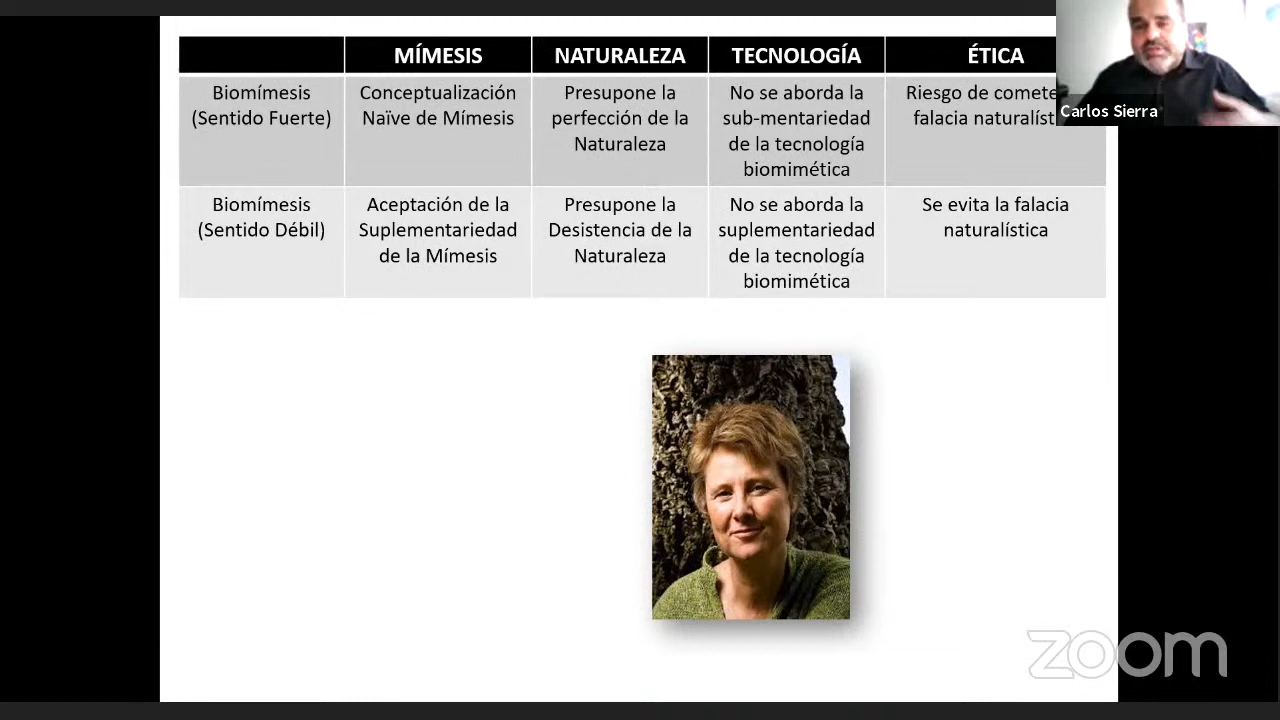 MÍMESIS
NATURALEZA
TECNOLOGÍA
ÉTICA
Biomímesis
(Sentido Fuerte)
Conceptualización
Naïve de Mímesis
Presupone la
perfección de la
Naturaleza
No se aborda la
sub-mentariedad
de la tecnología
biomimética
Riesgo de comete
falacia naturalíst
Biomímesis
(Sentido Débil)
Aceptación de la
Suplementariedad
de la Mímesis
Presupone la
Desistencia de la
Naturaleza
No se aborda la
suplementariedad
de la tecnología
biomimética
Se evita la falacia
naturalística
Carlos Sierra
zoom